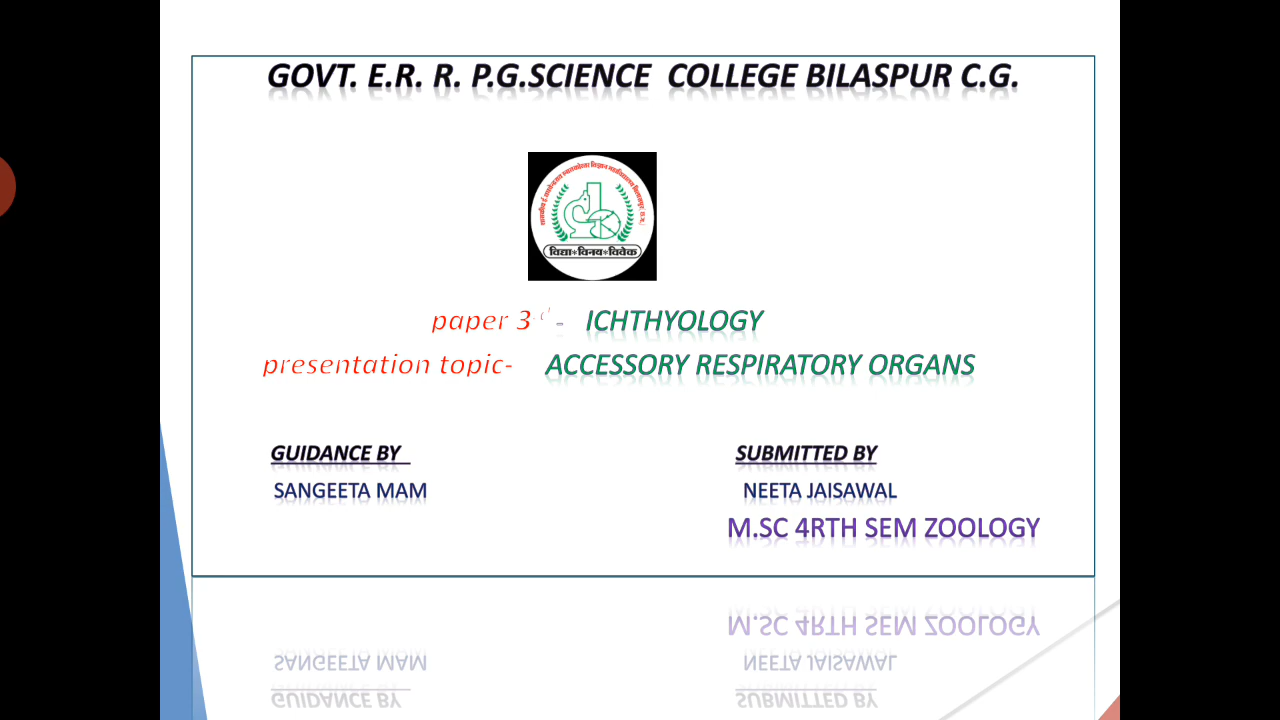 GOVT. E.R. R. P.G.SCIENCE COLLEGE BILASPUR C.G.
विद्या*विनय*विवेक
paper 3rd - ICHTHYOLOGY
presentation topic- ACCESSORY RESPIRATORY ORGANS
GUIDANCE BY
SANGEETA MAM
SUBMITTED BY
NEETA JAISAWAL
M.SC 4RTH SEM ZOOLOGY